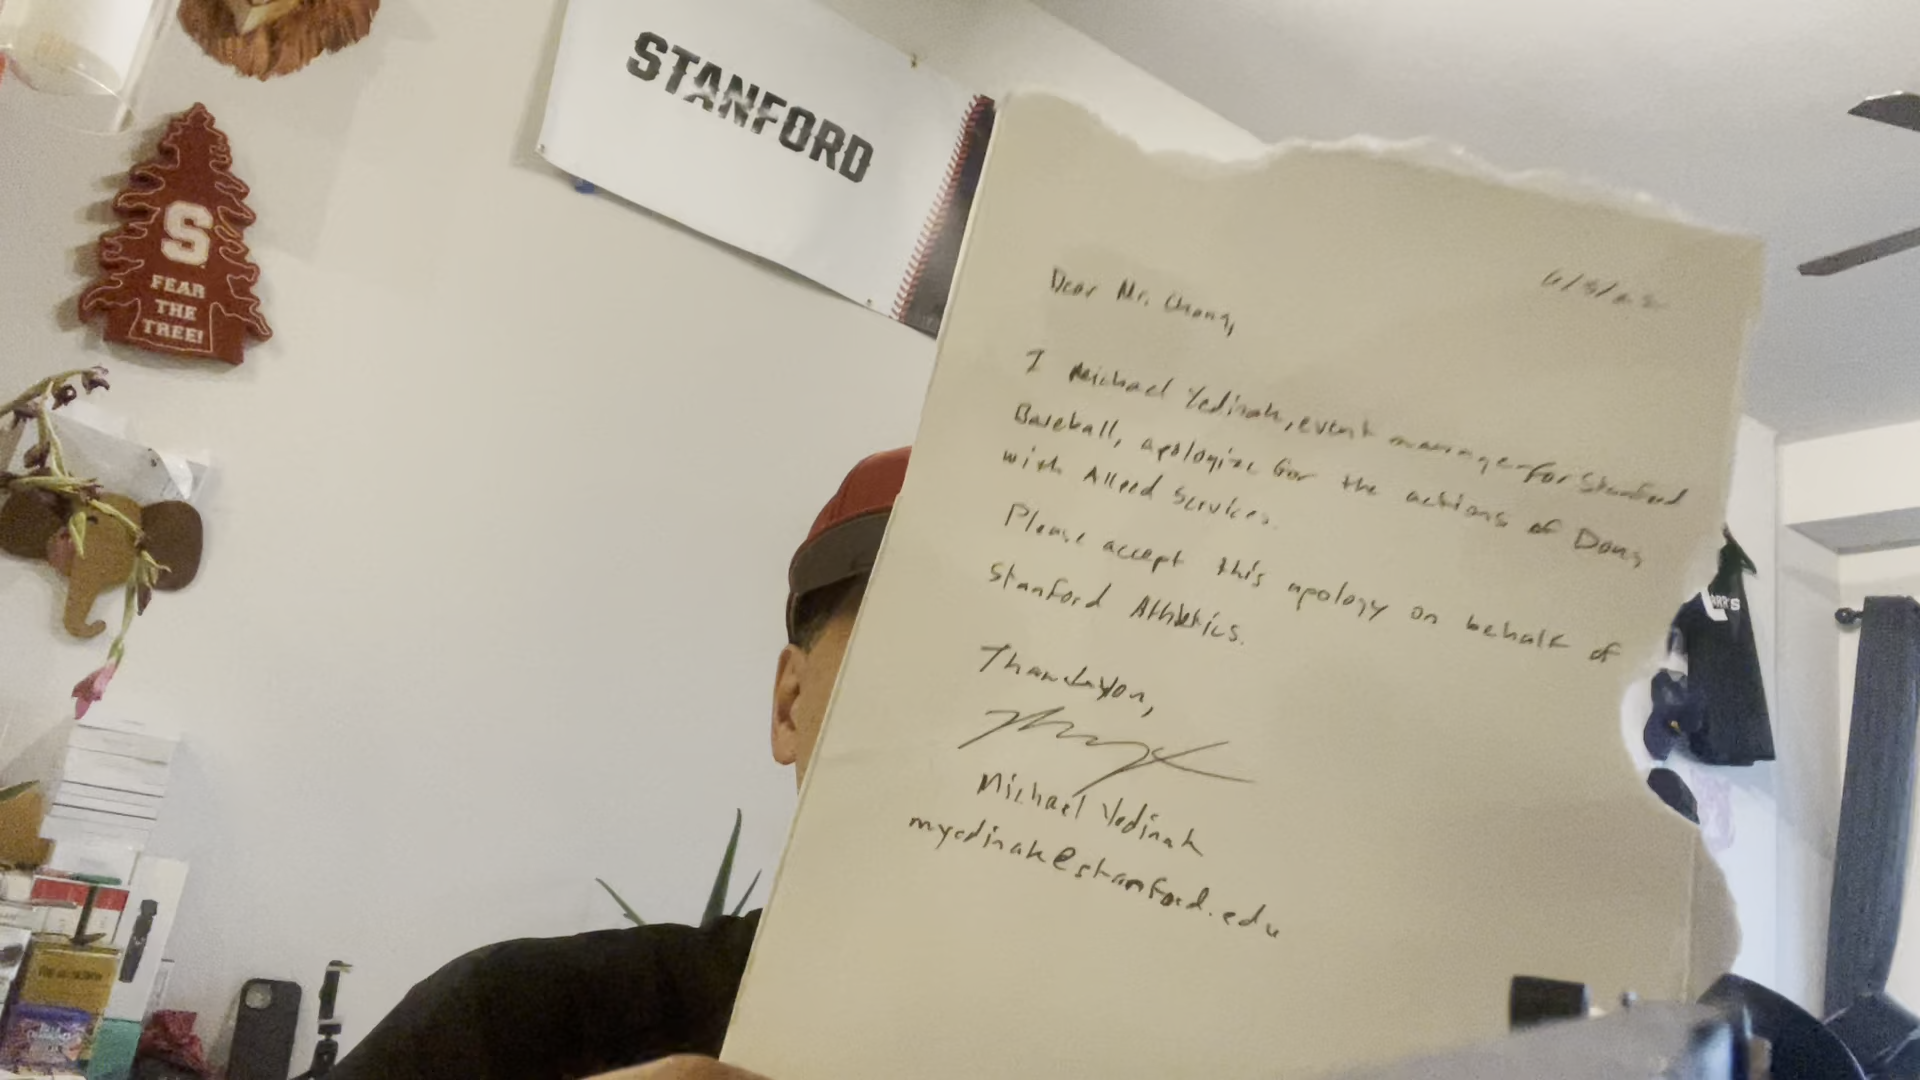 STANFORD
S
FEAR
THE
TREE!
Dear Mr. Chang,
I Michael Yedinak, event manager for Stanford
Baseball, apologize for the actions of Doug
with Allied Services.
Please accept this apology on behalf of
Stanford Athletics.
Thank you,
Michael Yedinak
myedinak@stanford.edu